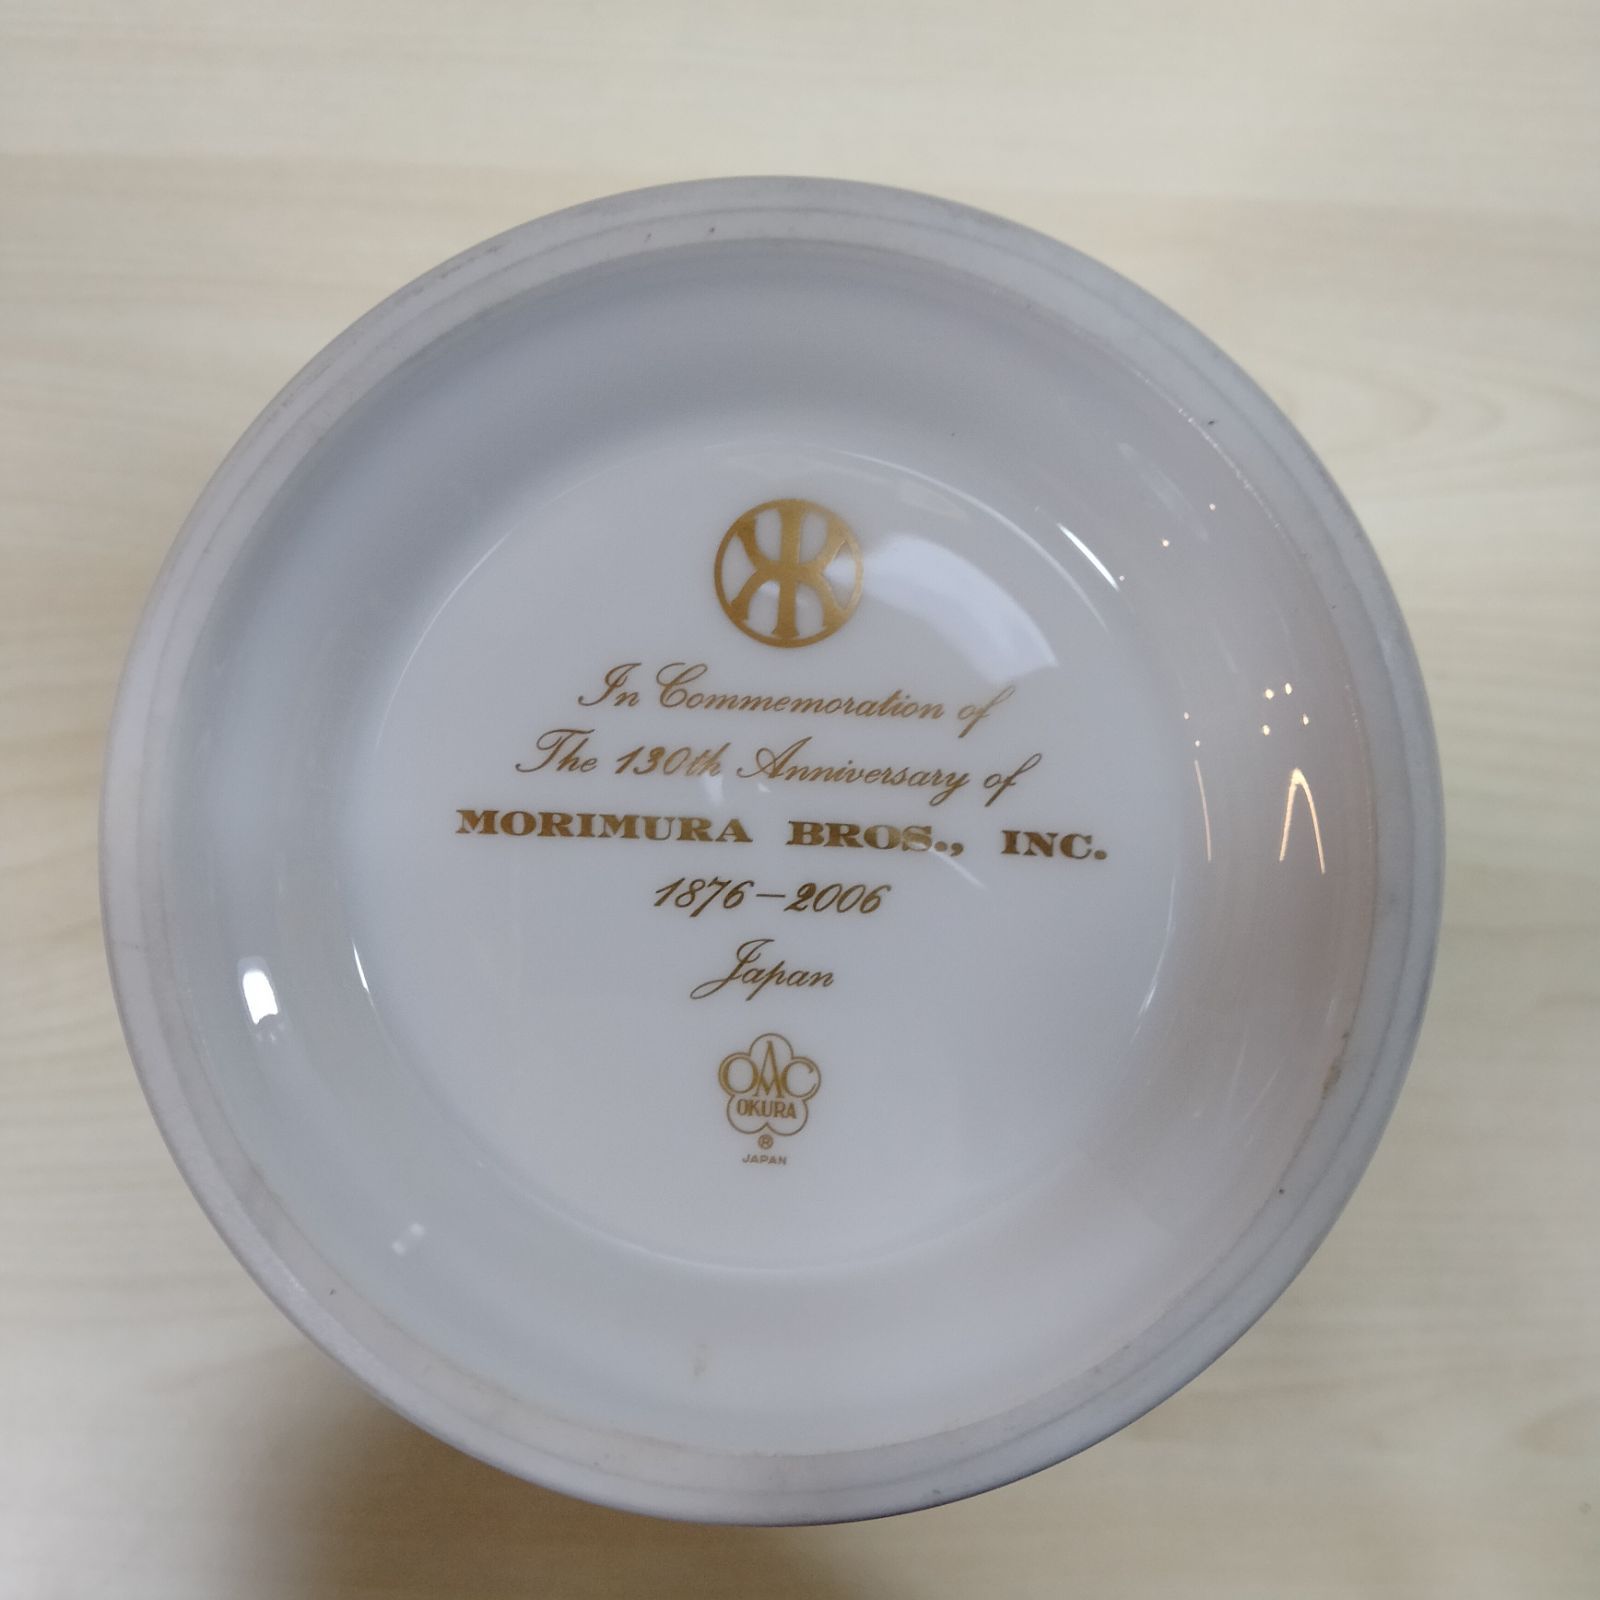 In Commemoration of
The 130th Anniversary of
MORIMURA BROS., INC.
1876-2006
Japan
OAC
OKURA
®
JAPAN